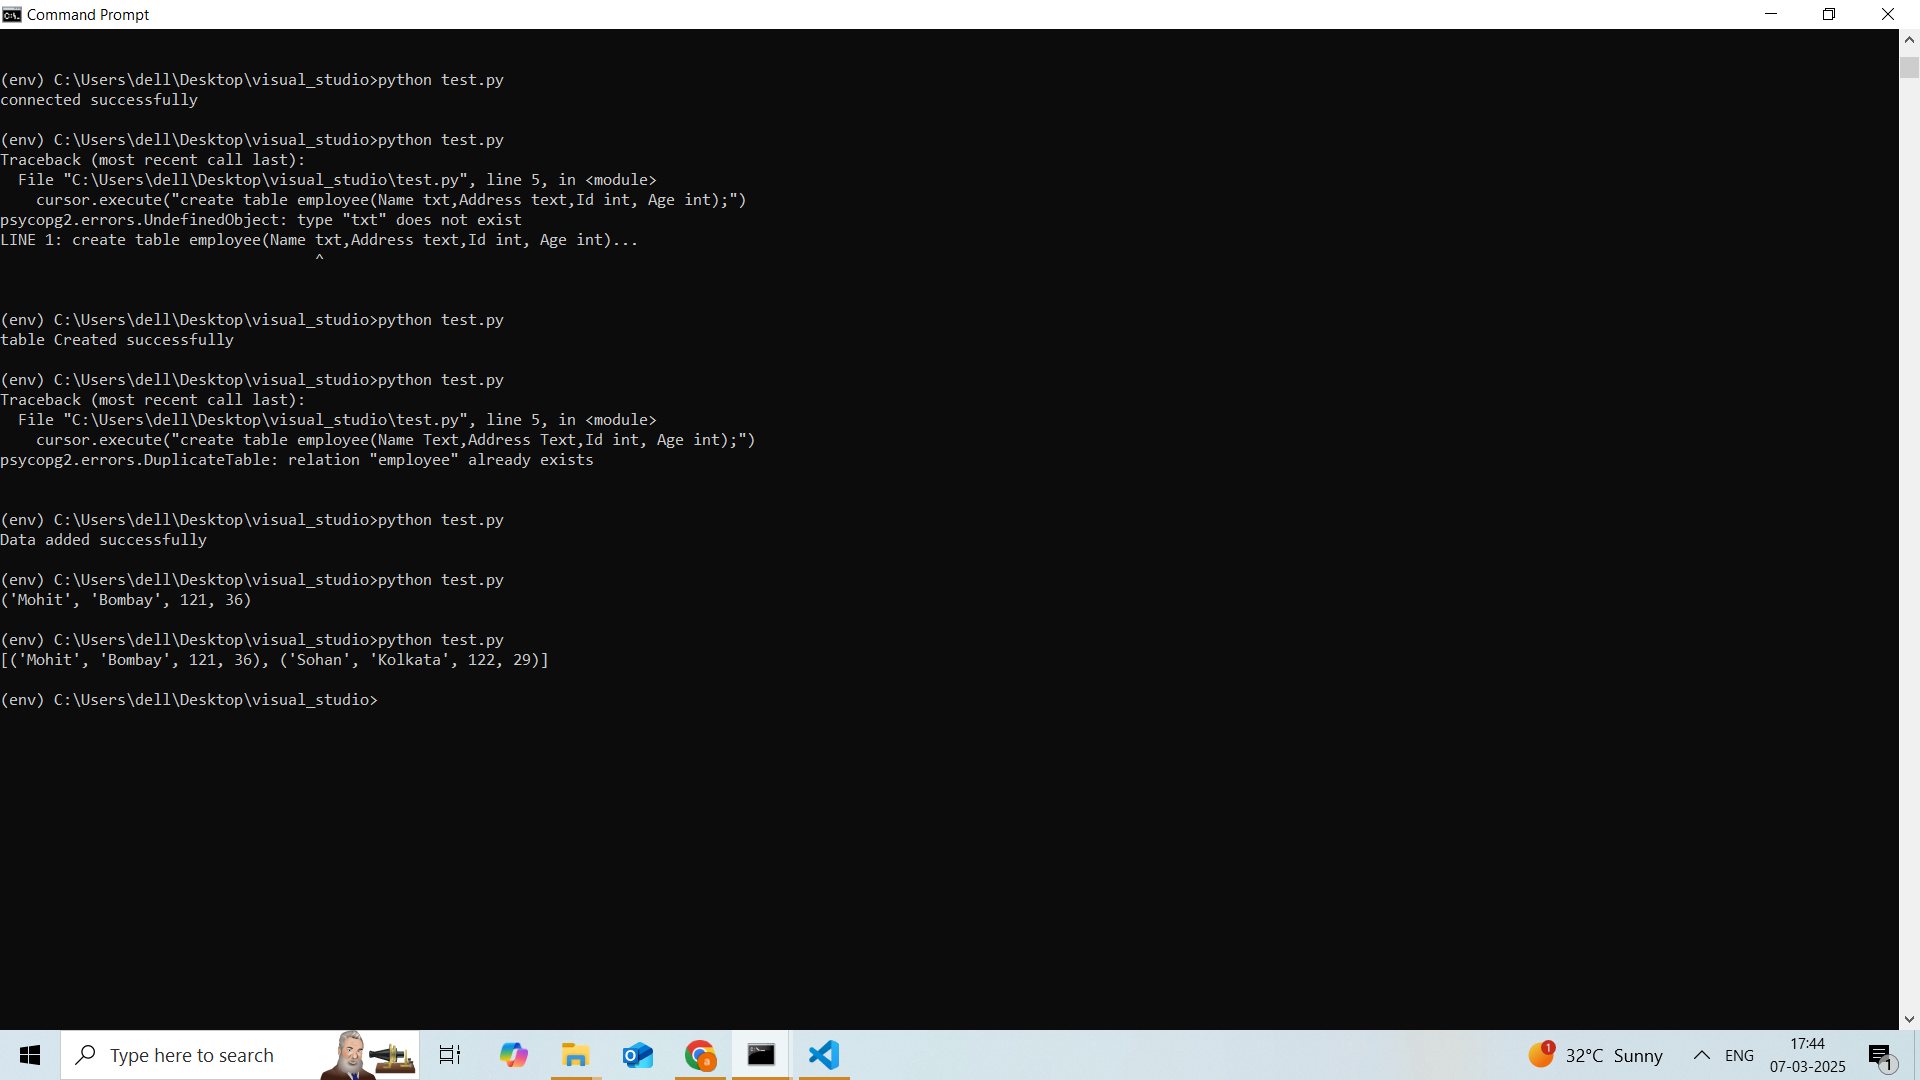 Command Prompt
(env) C:\Users\dell\Desktop\visual_studio>python test.py
connected successfully
(env) C:\Users\dell\Desktop\visual_studio>python test.py
Traceback (most recent call last):
  File "C:\Users\dell\Desktop\visual_studio\test.py", line 5, in <module>
    cursor.execute("create table employee(Name txt,Address text,Id int, Age int);")
psycopg2.errors.UndefinedObject: type "txt" does not exist
LINE 1: create table employee(Name txt,Address text,Id int, Age int)...
                                   ^
(env) C:\Users\dell\Desktop\visual_studio>python test.py
table Created successfully
(env) C:\Users\dell\Desktop\visual_studio>python test.py
Traceback (most recent call last):
  File "C:\Users\dell\Desktop\visual_studio\test.py", line 5, in <module>
    cursor.execute("create table employee(Name Text,Address Text,Id int, Age int);")
psycopg2.errors.DuplicateTable: relation "employee" already exists
(env) C:\Users\dell\Desktop\visual_studio>python test.py
Data added successfully
(env) C:\Users\dell\Desktop\visual_studio>python test.py
('Mohit', 'Bombay', 121, 36)
(env) C:\Users\dell\Desktop\visual_studio>python test.py
[('Mohit', 'Bombay', 121, 36), ('Sohan', 'Kolkata', 122, 29)]
(env) C:\Users\dell\Desktop\visual_studio>
Type here to search
1
32°C Sunny
ENG
17:44
07-03-2025
1